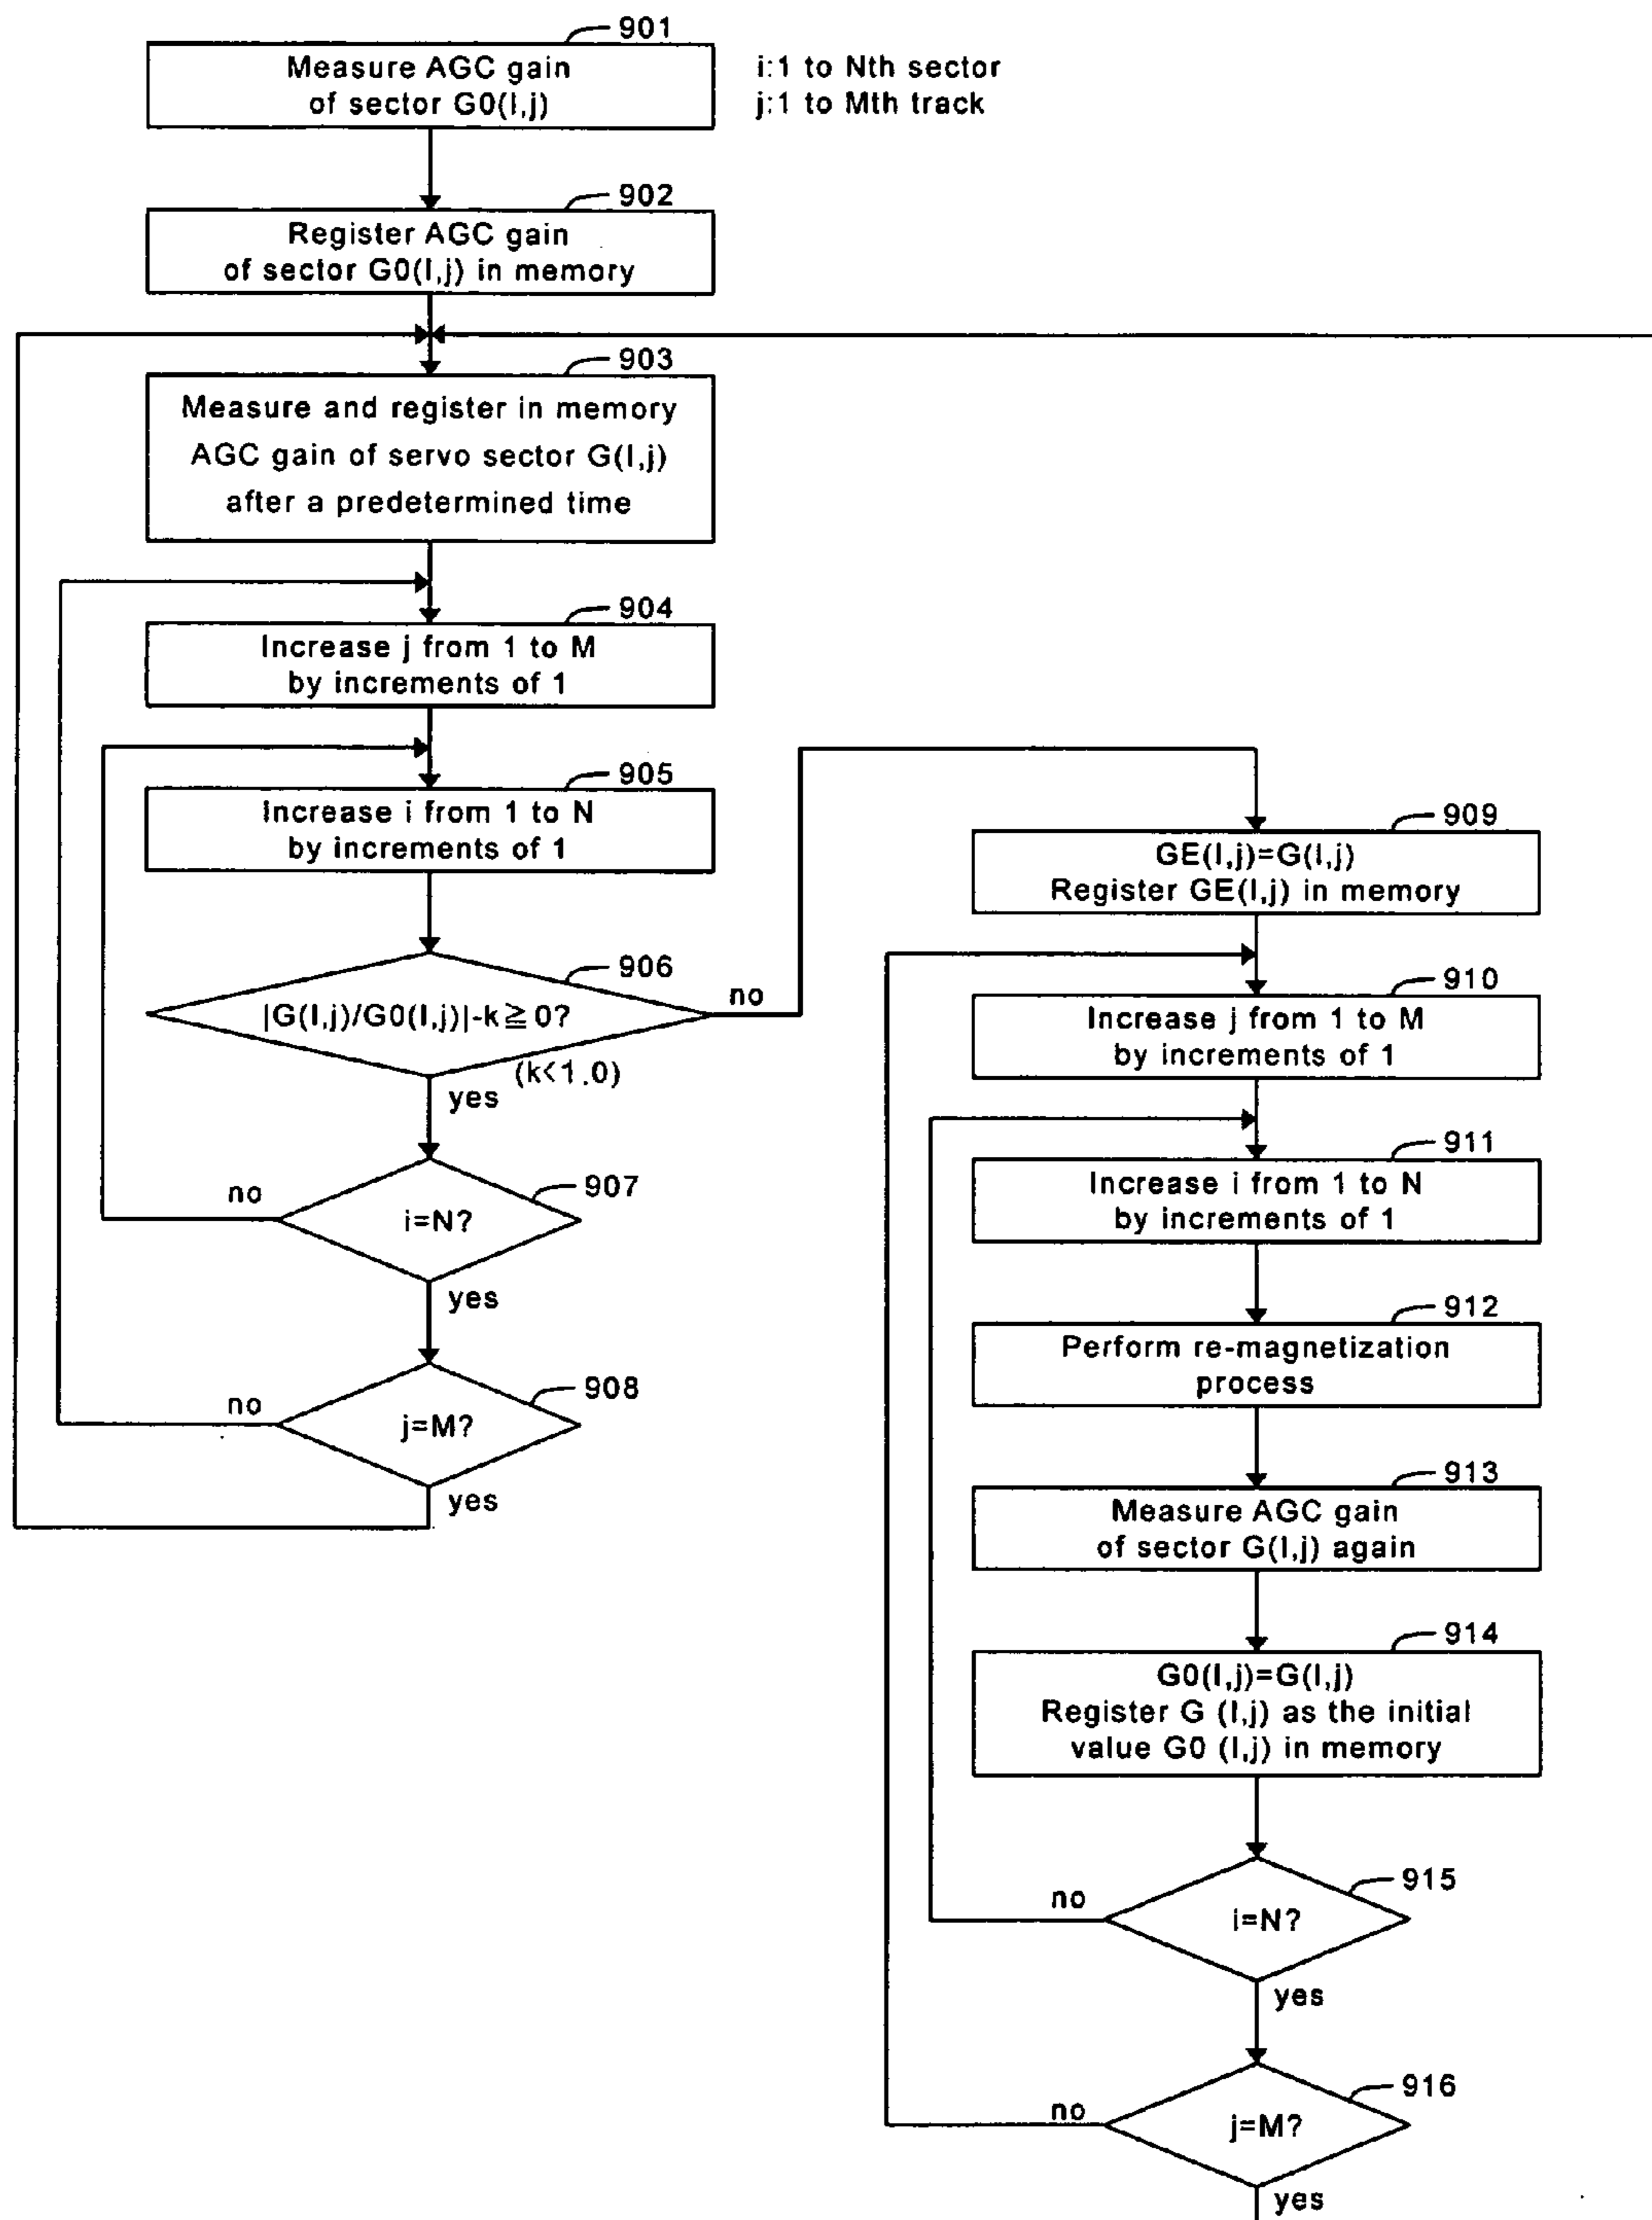 901
Measure AGC gain
of sector G0(I,j)
i:1 to Nth sector
j:1 to Mth track
902
Register AGC gain
of sector G0(I,j) in memory
903
Measure and register in memory
AGC gain of servo sector G(I,j)
after a predetermined time
904
Increase j from 1 to M
by increments of 1
905
Increase i from 1 to N
by increments of 1
906
|G(I,j)/G0(I,j)|-k≧0?
(k<1.0)
no
yes
907
i=N?
no
yes
908
j=M?
no
yes
909
GE(I,j)=G(I,j)
Register GE(I,j) in memory
910
Increase j from 1 to M
by increments of 1
911
Increase i from 1 to N
by increments of 1
912
Perform re-magnetization
process
913
Measure AGC gain
of sector G(I,j) again
914
G0(I,j)=G(I,j)
Register G (I,j) as the initial
value G0 (I,j) in memory
915
i=N?
no
yes
916
j=M?
no
yes